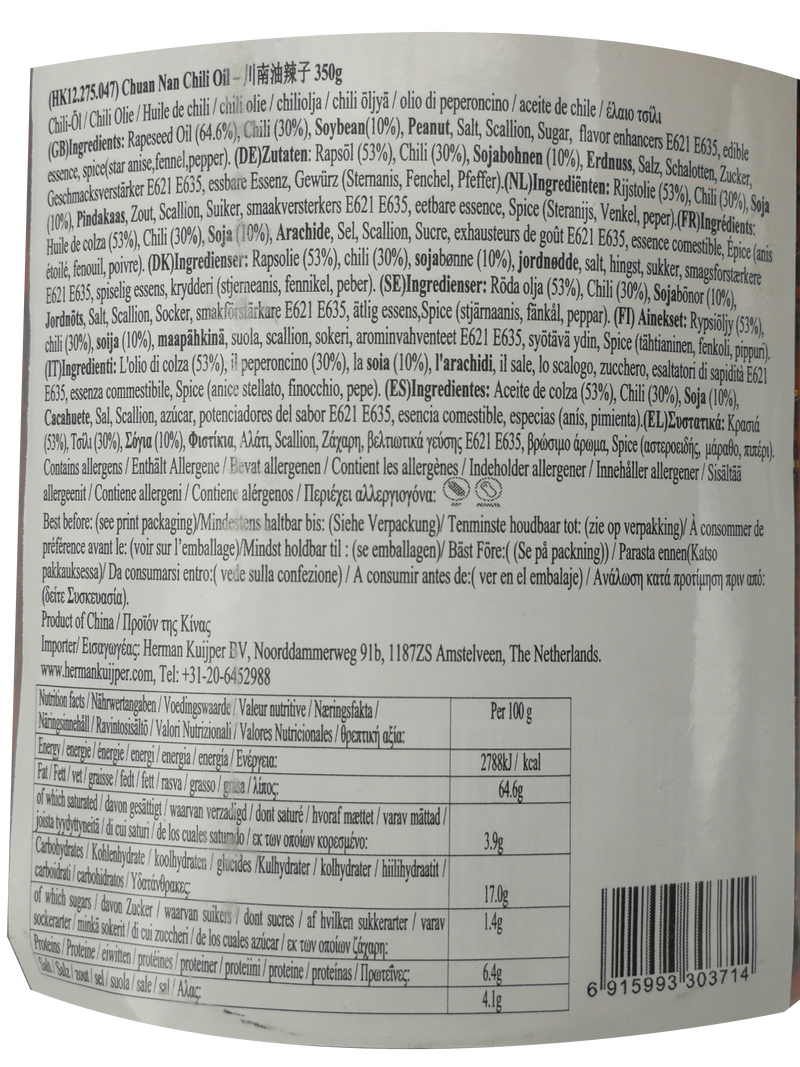 (HK12.275.047) Chuan Nan Chili Oil – 川南油辣子 350g
Chili-Öl / Chili Olie / Huile de chili / chili olie / chiliolja / chili öljyä / olio di peperoncino / aceite de chile / έλαιο τσίλι
(GB)Ingredients: Rapeseed Oil (64.6%), Chili (30%), Soybean(10%), Peanut, Salt, Scallion, Sugar, flavor enhancers E621 E635, edible
essence, spice(star anise,fennel,pepper). (DE)Zutaten: Rapsöl (53%), Chili (30%), Sojabohnen (10%), Erdnuss, Salz, Schalotten, Zucker,
Geschmacksverstärker E621 E635, essbare Essenz, Gewürz (Sternanis, Fenchel, Pfeffer).(NL)Ingrediënten: Rijstolie (53%), Chili (30%), Soja
(10%), Pindakaas, Zout, Scallion, Suiker, smaakversterkers E621 E635, eetbare essence, Spice (Steranijs, Venkel, peper).(FR)Ingrédients:
Huile de colza (53%), Chili (30%), Soja (10%), Arachide, Sel, Scallion, Sucre, exhausteurs de goût E621 E635, essence comestible, Épice (anis
étoilé, fenouil, poivre). (DK)Ingredienser: Rapsolie (53%), chili (30%), sojabønne (10%), jordnødde, salt, hingst, sukker, smagsforstærkere
E621 E635, spiselig essens, krydderi (stjerneanis, fennikel, peber). (SE)Ingredienser: Röda olja (53%), Chili (30%), Sojabönor (10%),
Jordnöts, Salt, Scallion, Socker, smakförstärkare E621 E635, ätlig essens,Spice (stjärnaanis, fänkål, peppar). (FI) Ainekset: Rypsiöljy (53%),
chili (30%), soija (10%), maapähkinä, suola, scallion, sokeri, arominvahventeet E621 E635, syötävä ydin, Spice (tähtianinen, fenkoli, pippuri).
(IT)Ingredienti: L'olio di colza (53%), il peperoncino (30%), la soia (10%), l'arachidi, il sale, lo scalogo, zucchero, esaltatori di sapidità E621
E635, essenza commestibile, Spice (anice stellato, finocchio, pepe). (ES)Ingredientes: Aceite de colza (53%), Chili (30%), Soja (10%),
Cacahuete, Sal, Scallion, azúcar, potenciadores del sabor E621 E635, esencia comestible, especias (anís, pimienta).(EL)Συστατικά: Κρασιά
(53%), Τσίλι (30%), Σόγια (10%), Φιστίκια, Αλάτι, Scallion, Ζάχαρη, βελτιωτικά γεύσης E621 E635, βρώσιμο άρωμα, Spice (αστεροειδής, μάραθο, πιπέρι).
Contains allergens / Enthält Allergene / Bevat allergenen / Contient les allergènes / Indeholder allergener / Innehåller allergener / Sisältää
allergeenit / Contiene allergeni / Contiene alérgenos / Περιέχει αλλεργιογόνα:
Best before: (see print packaging)/Mindestens haltbar bis: (Siehe Verpackung)/ Tenminste houdbaar tot: (zie op verpakking)/ À consommer de
préférence avant le: (voir sur l'emballage)/Mindst holdbar til : (se emballagen)/ Bäst Före:( (Se på packning)) / Parasta ennen(Katso
pakkauksessa)/ Da consumarsi entro:( vede sulla confezione) / A consumir antes de:( ver en el embalaje) / Ανάλωση κατά προτίμηση πριν από:
(δείτε Συσκευασία).
Product of China / Προϊόν της Κίνας
Importer/ Εισαγωγέας: Herman Kuijper BV, Noorddammerweg 91b, 1187ZS Amstelveen, The Netherlands.
www.hermankuijper.com, Tel: +31-20-6452988
Nutrition facts / Nährwertangaben / Voedingswaarde / Valeur nutritive / Næringsfakta /
Näringsinnehåll / Ravintosisältö / Valori Nutrizionali / Valores Nutricionales / θρεπτική αξία:
Per 100 g
Energy / energie / énergie / energi / energia / energía / Ενέργεια:
2788kJ / kcal
Fat / Fett / vet / graisse / fedt / fett / rasva / grasso / grasa / λίπος:
64.6g
of which saturated / davon gesättigt / waarvan verzadigd / dont saturé / hvoraf mættet / varav mättad /
joista tyydyttyneitä / di cui saturi / de los cuales saturado / εκ των οποίων κορεσμένο:
3.9g
Carbohydrates / Kohlenhydrate / koolhydraten / glucides /Kulhydrater / kolhydrater / hiilihydraatit /
carboidrati / carbohidratos / Υδατάνθρακες:
17.0g
of which sugars / davon Zucker / waarvan suikers / dont sucres / af hvilken sukkerarter / varav
sockerarter / minkä sokerit / di cui zuccheri / de los cuales azúcar / εκ των οποίων ζάχαρη:
1.4g
Proteins / Proteine / eiwitten / protéines / proteiner / proteiini / proteine / proteínas / Πρωτεΐνες:
6.4g
Salt / Salz / zout / sel / suola / sale / sal / Αλας:
4.1g
6 915993 303714